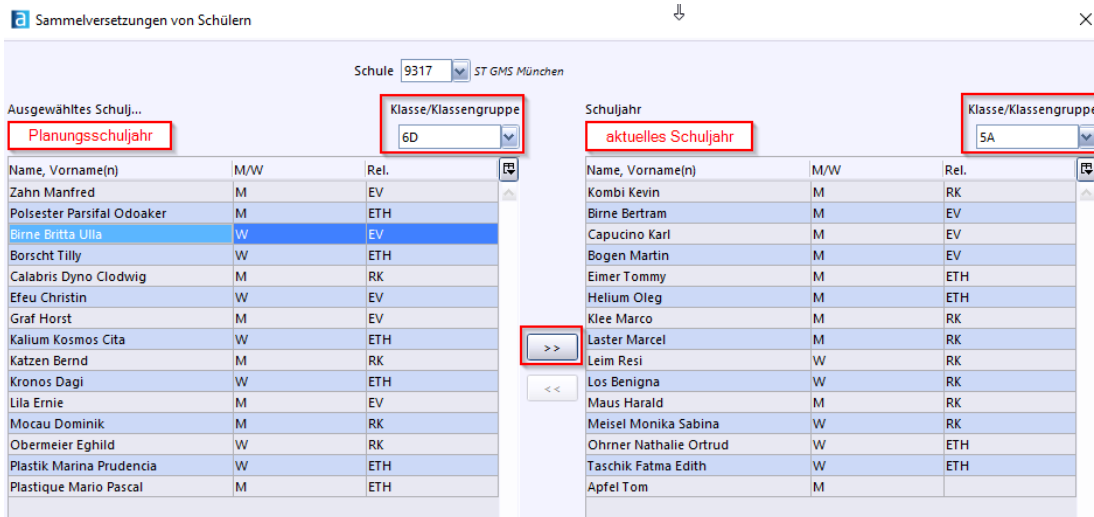 a Sammelversetzungen von Schülern
Schule 9317 ST GMS München
Ausgewähltes Schulj... Klasse/Klassengruppe Schuljahr Klasse/Klassengruppe
Planungsschuljahr 6D aktuelles Schuljahr 5A
Name, Vorname(n) M/W Rel. Name, Vorname(n) M/W Rel.
Zahn Manfred M EV Kombi Kevin M RK
Polsester Parsifal Odoaker M ETH Birne Bertram M EV
Birne Britta Ulla W EV Capucino Karl M EV
Borscht Tilly W ETH Bogen Martin M EV
Calabris Dyno Clodwig M RK Eimer Tommy M ETH
Efeu Christin W EV Helium Oleg M ETH
Graf Horst M EV Klee Marco M RK
Kalium Kosmos Cita W ETH >> Laster Marcel M RK
Katzen Bernd M RK Leim Resi W RK
Kronos Dagi W ETH << Los Benigna W RK
Lila Ernie M EV Maus Harald M RK
Mocau Dominik M RK Meisel Monika Sabina W RK
Obermeier Eghild W RK Ohrner Nathalie Ortrud W ETH
Plastik Marina Prudencia W ETH Taschik Fatma Edith W ETH
Plastique Mario Pascal M ETH Apfel Tom M